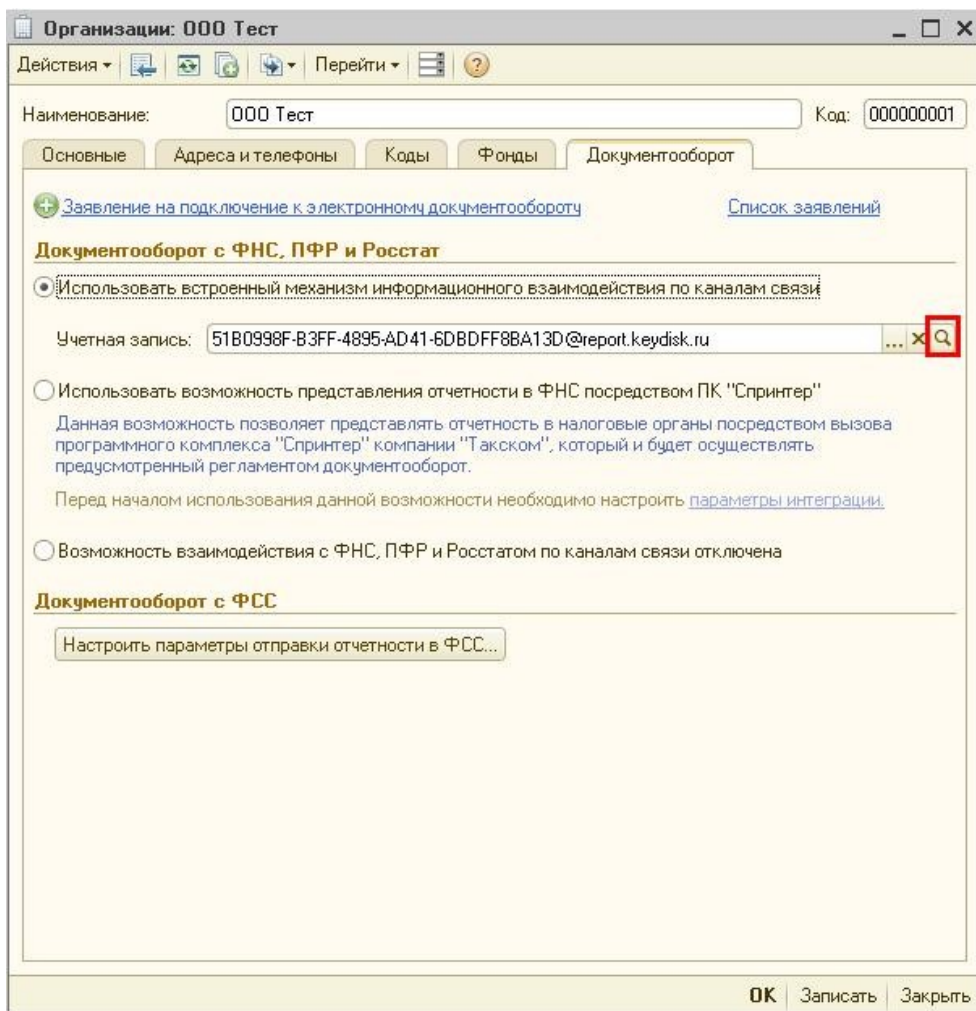 Организации: ООО Тест
Действия Перейти
Наименование: ООО Тест Код: 000000001
Основные Адреса и телефоны Коды Фонды Документооборот
Заявление на подключение к электронному документообороту Список заявлений
Документооборот с ФНС, ПФР и Росстат
Использовать встроенный механизм информационного взаимодействия по каналам связи
Учетная запись: 51B0998F-B3FF-4895-AD41-6DBDFF8BA13D@report.keydisk.ru ...
Использовать возможность представления отчетности в ФНС посредством ПК "Спринтер"
Данная возможность позволяет представлять отчетность в налоговые органы посредством вызова
программного комплекса "Спринтер" компании "Такском", который и будет осуществлять
предусмотренный регламентом документооборот.
Перед началом использования данной возможности необходимо настроить параметры интеграции.
Возможность взаимодействия с ФНС, ПФР и Росстатом по каналам связи отключена
Документооборот с ФСС
Настроить параметры отправки отчетности в ФСС...
OK Записать Закрыть